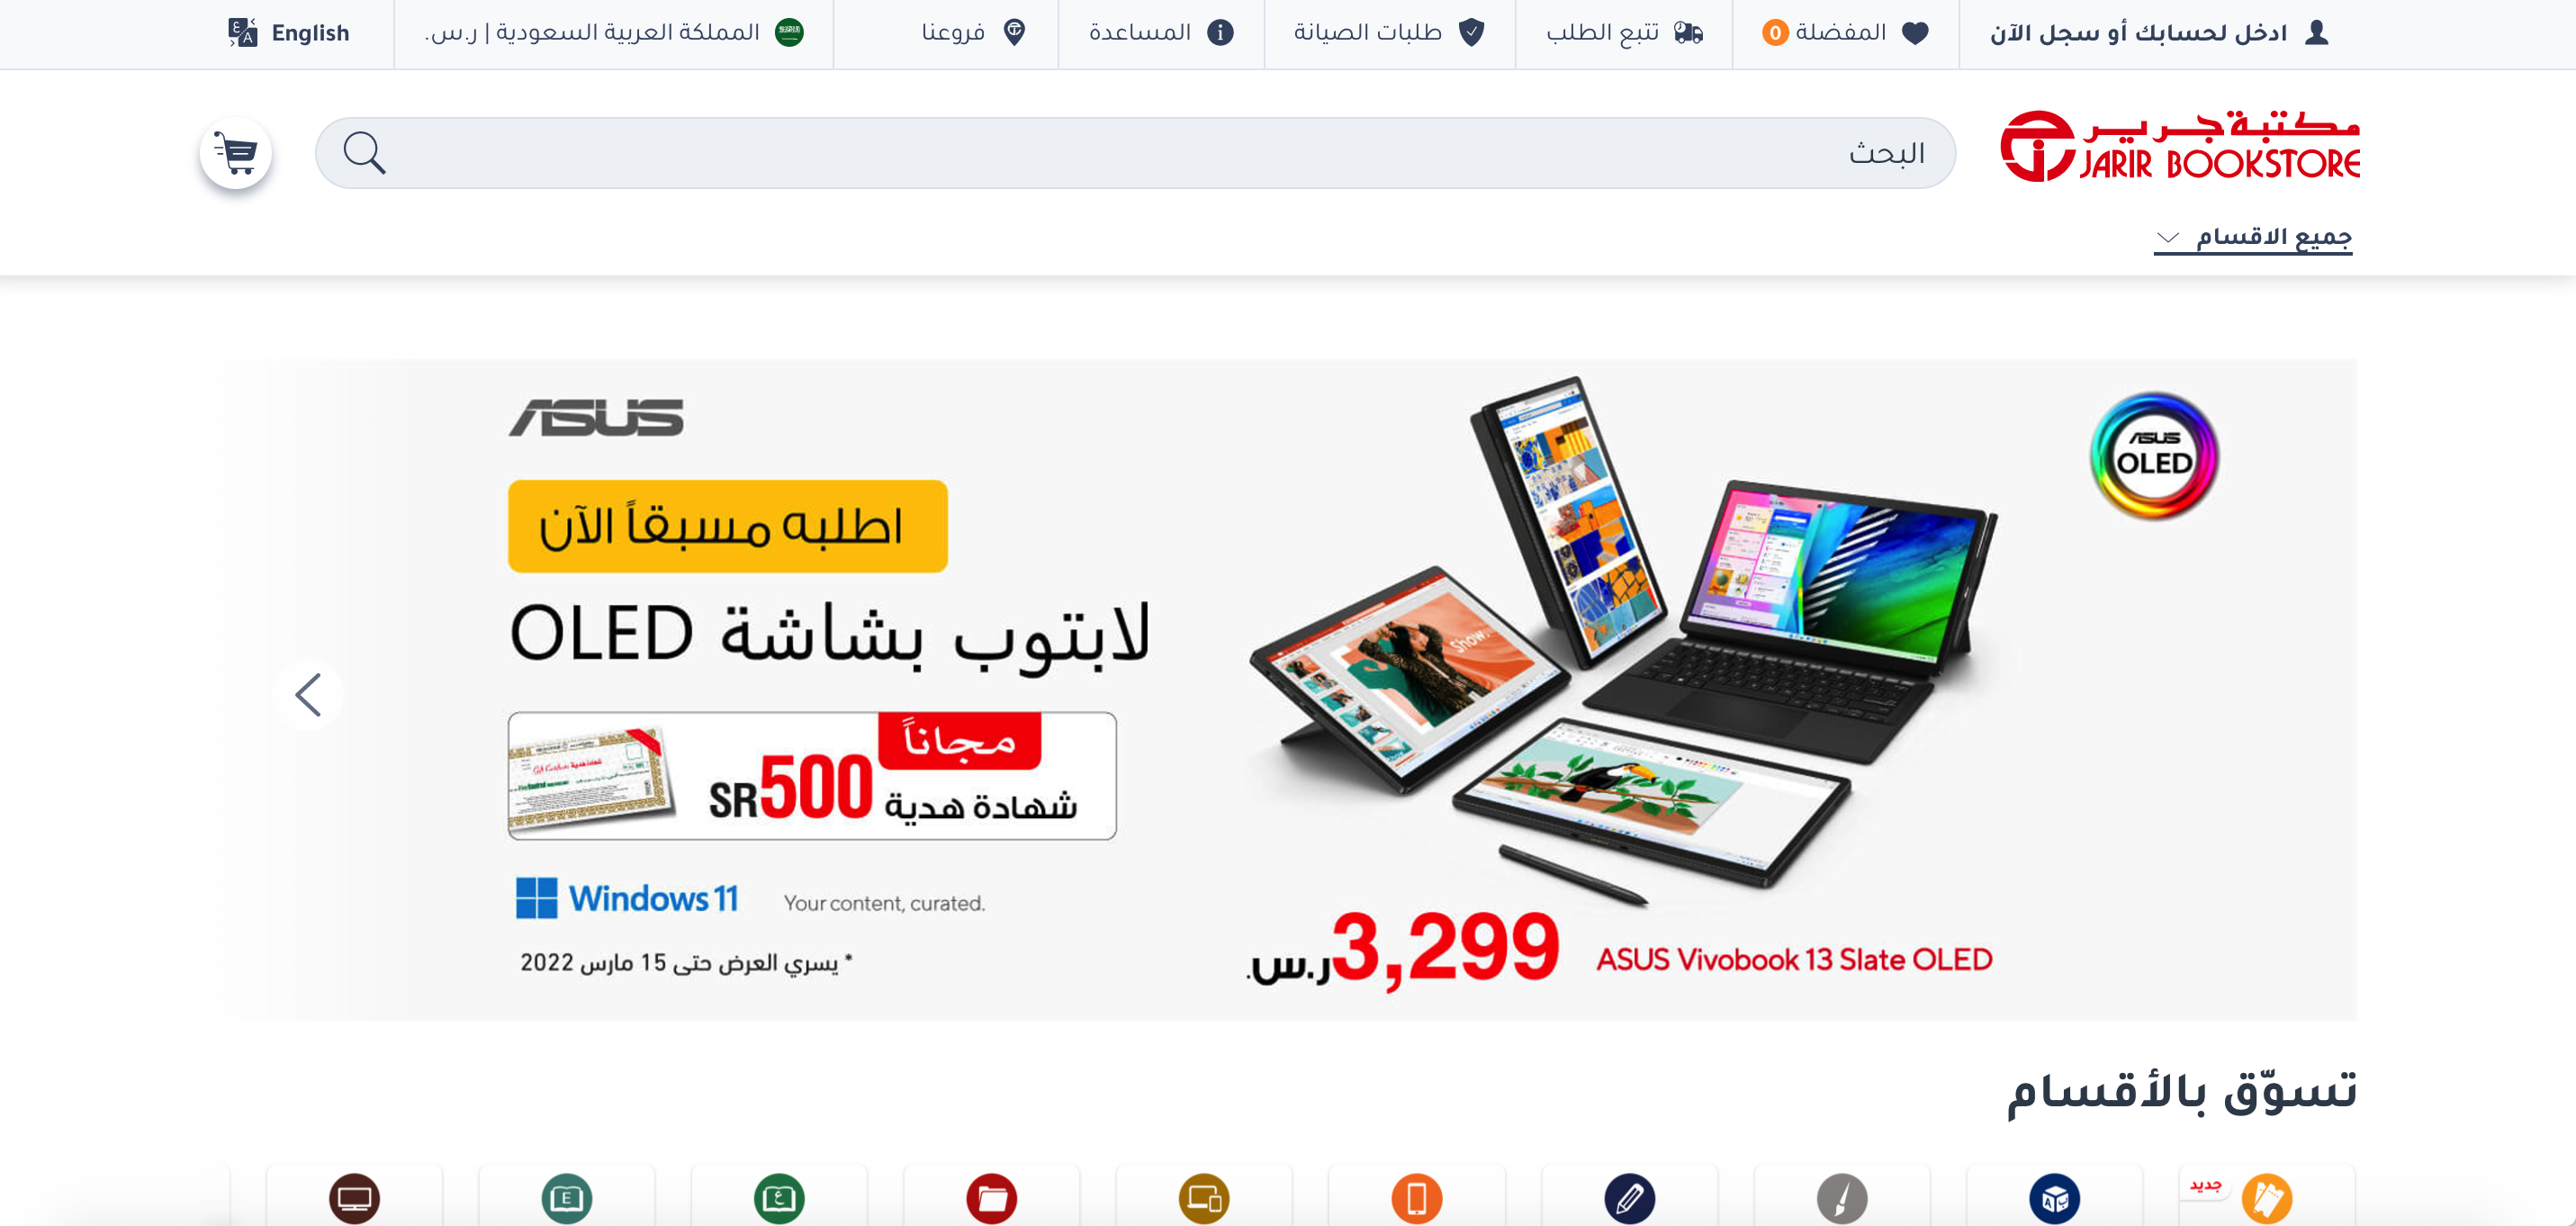 ادخل لحسابك أو سجل الآن
المفضلة 0
تتبع الطلب
طلبات الصيانة
المساعدة
فروعنا
المملكة العربية السعودية | ر.س.
English
مكتبة جرير
JARIR BOOKSTORE
البحث
جميع الاقسام
ASUS
OLED
ASUS
اطلبه مسبقاً الآن
لابتوب بشاشة OLED
مجاناً
شهادة هدية SR500
Windows 11 Your content, curated.
* يسري العرض حتى 15 مارس 2022
Show.
ASUS Vivobook 13 Slate OLED
3,299ر.س.
تسوّق بالأقسام
جديد
ع
E